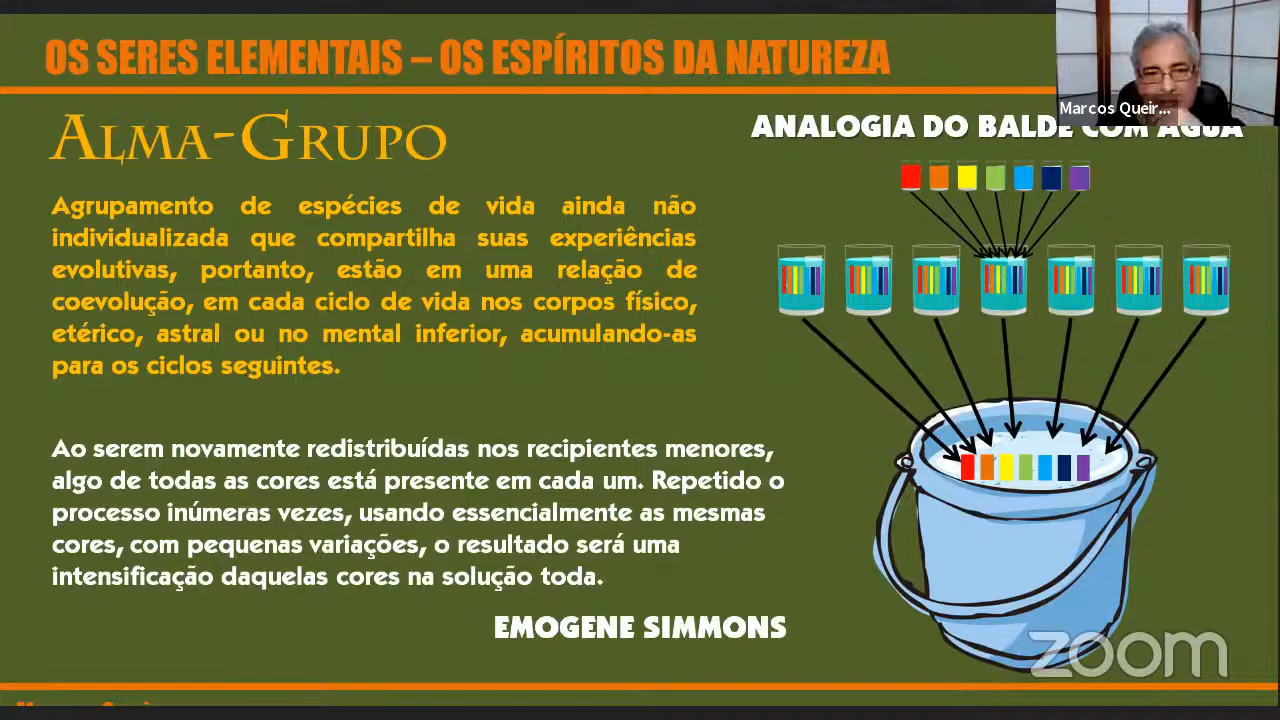 OS SERES ELEMENTAIS – OS ESPÍRITOS DA NATUREZA
Marcos Queir...
ALMA-GRUPO
ANALOGIA DO BALDE COM ÁGUA
Agrupamento de espécies de vida ainda não
individualizada que compartilha suas experiências
evolutivas, portanto, estão em uma relação de
coevolução, em cada ciclo de vida nos corpos físico,
etérico, astral ou no mental inferior, acumulando-as
para os ciclos seguintes.
Ao serem novamente redistribuídas nos recipientes menores,
algo de todas as cores está presente em cada um. Repetido o
processo inúmeras vezes, usando essencialmente as mesmas
cores, com pequenas variações, o resultado será uma
intensificação daquelas cores na solução toda.
EMOGENE SIMMONS
zoom